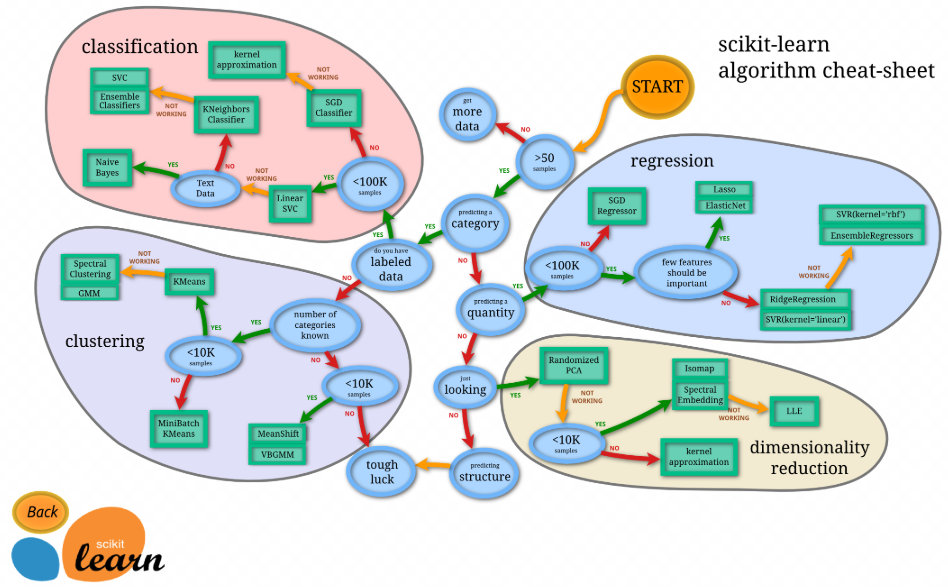 scikit-learn
algorithm cheat-sheet
START
classification
kernel
approximation
NOT
WORKING
SVC
Ensemble
Classifiers
NOT
WORKING
KNeighbors
Classifier
SGD
Classifier
NO
Naive
Bayes
YES
Text
Data
NO
NOT
WORKING
Linear
SVC
YES
<100K
samples
YES
get
more
data
NO
>50
samples
YES
predicting a
category
YES
NO
do you have
labeled
data
NO
predicting a
quantity
YES
NO
just
looking
YES
NO
predicting
structure
tough
luck
regression
SGD
Regressor
NO
<100K
samples
YES
Lasso
ElasticNet
YES
few features
should be
important
NO
SVR(kernel='rbf')
EnsembleRegressors
NOT
WORKING
RidgeRegression
SVR(kernel='linear')
clustering
Spectral
Clustering
GMM
NOT
WORKING
KMeans
YES
<10K
samples
YES
number of
categories
known
NO
NO
MiniBatch
KMeans
<10K
samples
YES
NO
MeanShift
VBGMM
Randomized
PCA
NOT
WORKING
<10K
samples
YES
NO
Isomap
Spectral
Embedding
NOT
WORKING
LLE
kernel
approximation
dimensionality
reduction
Back
scikit
learn